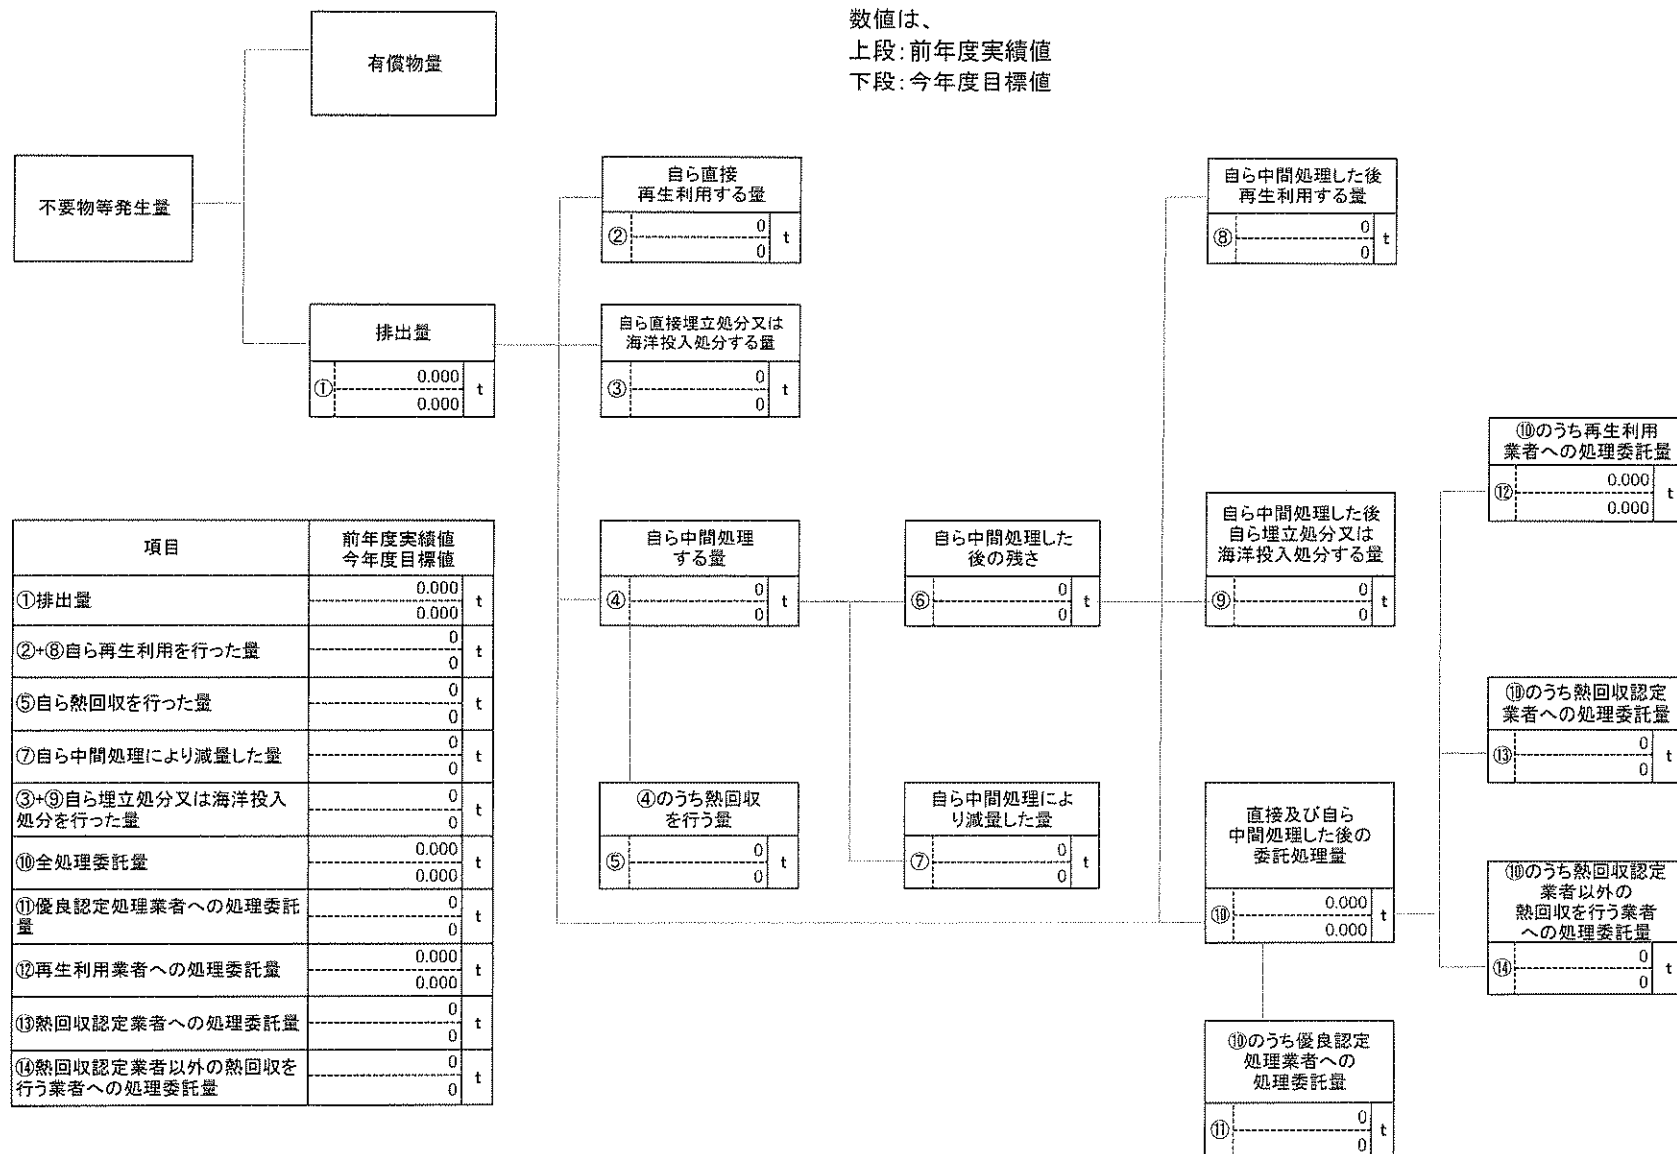 数値は、
上段:前年度実績値
下段:今年度目標値
有償物量
不要物等発生量
排出量
① 0.000 t
0.000
自ら直接
再生利用する量
② 0 t
0
自ら直接埋立処分又は
海洋投入処分する量
③ 0 t
0
自ら中間処理
する量
④ 0 t
0
④のうち熱回収
を行う量
⑤ 0 t
0
自ら中間処理した
後の残さ
⑥ 0 t
0
自ら中間処理によ
り減量した量
⑦ 0 t
0
自ら中間処理した後
再生利用する量
⑧ 0 t
0
自ら中間処理した後
自ら埋立処分又は
海洋投入処分する量
⑨ 0 t
0
直接及び自ら
中間処理した後の
委託処理量
⑩ 0.000 t
0.000
⑩のうち優良認定
処理業者への
処理委託量
⑪ 0 t
0
⑩のうち再生利用
業者への処理委託量
⑫ 0.000 t
0.000
⑩のうち熱回収認定
業者への処理委託量
⑬ 0 t
0
⑩のうち熱回収認定
業者以外の
熱回収を行う業者
への処理委託量
⑭ 0 t
0
項目 前年度実績値
今年度目標値
①排出量 0.000 t
0.000
②+⑧自ら再生利用を行った量 0 t
0
⑤自ら熱回収を行った量 0 t
0
⑦自ら中間処理により減量した量 0 t
0
③+⑨自ら埋立処分又は海洋投入
処分を行った量 0 t
0
⑩全処理委託量 0.000 t
0.000
⑪優良認定処理業者への処理委託
量 0 t
0
⑫再生利用業者への処理委託量 0.000 t
0.000
⑬熱回収認定業者への処理委託量 0 t
0
⑭熱回収認定業者以外の熱回収を
行う業者への処理委託量 0 t
0